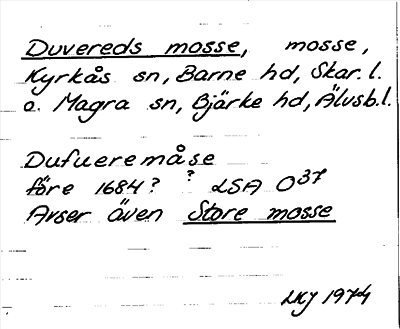 Duvereds mosse, mosse,
Kyrkås sn, Barne hd, Skar. l.
o. Magra sn, Bjärke hd, Älvsb. l.
Dufueremåse
före 1684? ? LSA O37
Avser även Store mosse
LKJ 1974